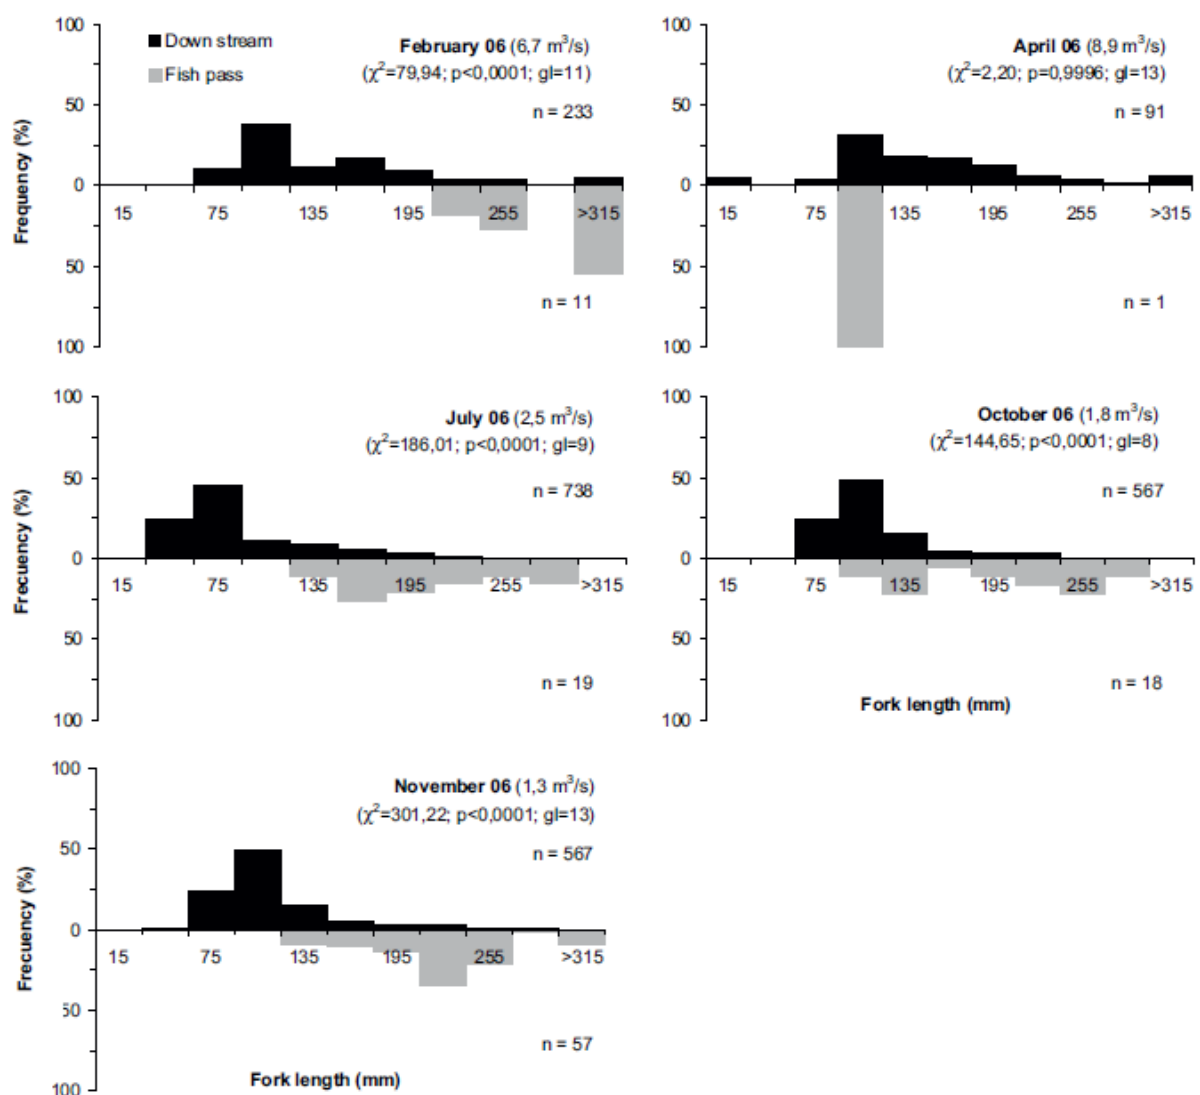 100
50
0
50
100
Frequency (%)
Down stream
Fish pass
February 06 (6,7 m³/s)
(χ²=79,94; p<0,0001; gl=11)
n = 233
15 75 135 195 255 >315
n = 11
100
50
0
50
100
April 06 (8,9 m³/s)
(χ²=2,20; p=0,9996; gl=13)
n = 91
15 75 135 195 255 >315
n = 1
100
50
0
50
100
Frecuency (%)
July 06 (2,5 m³/s)
(χ²=186,01; p<0,0001; gl=9)
n = 738
15 75 135 195 255 >315
n = 19
100
50
0
50
100
October 06 (1,8 m³/s)
(χ²=144,65; p<0,0001; gl=8)
n = 567
15 75 135 195 255 >315
n = 18
Fork length (mm)
100
50
0
50
100
Frecuency (%)
November 06 (1,3 m³/s)
(χ²=301,22; p<0,0001; gl=13)
n = 567
15 75 135 195 255 >315
n = 57
Fork length (mm)